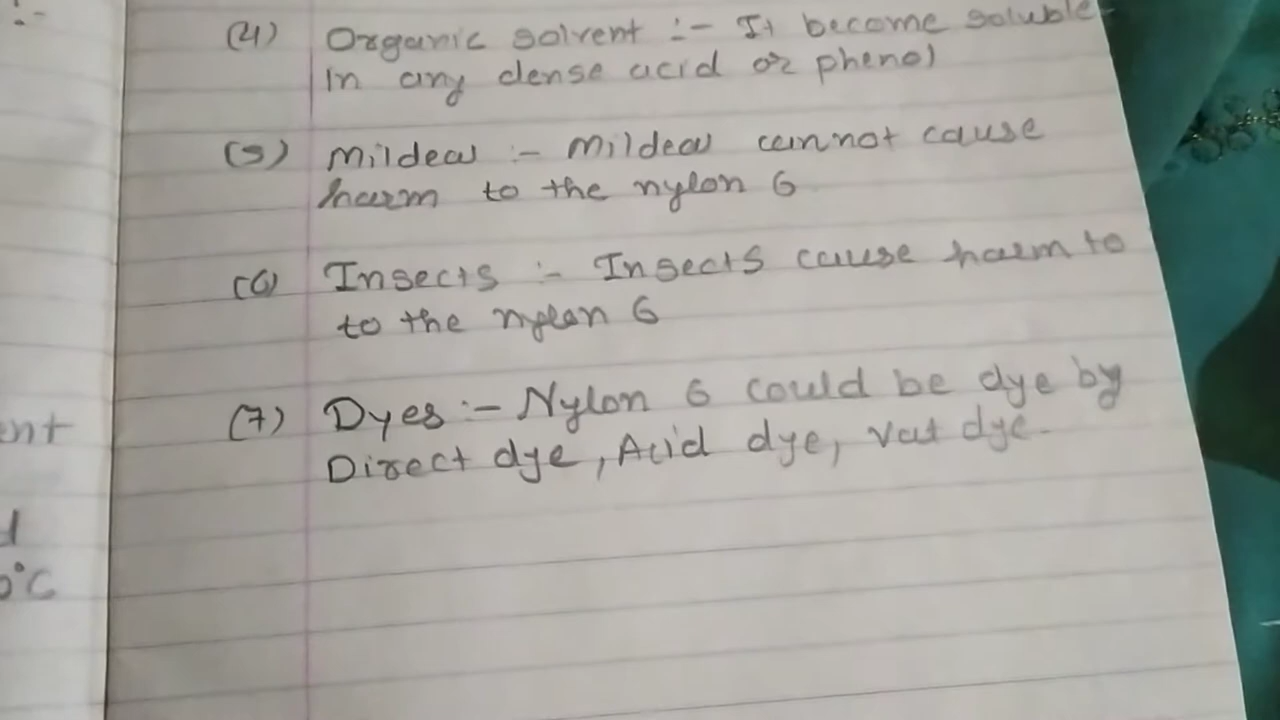 :-
(4) Organic solvent :- It become soluble
in any dense acid or phenol
(5) Mildew :- Mildew cannot cause
harm to the nylon 6
(6) Insects :- Insects cause harm to
to the nylon 6
(7) Dyes :- Nylon 6 could be dye by
Direct dye, Acid dye, Vat dye.
ent
d
0°C